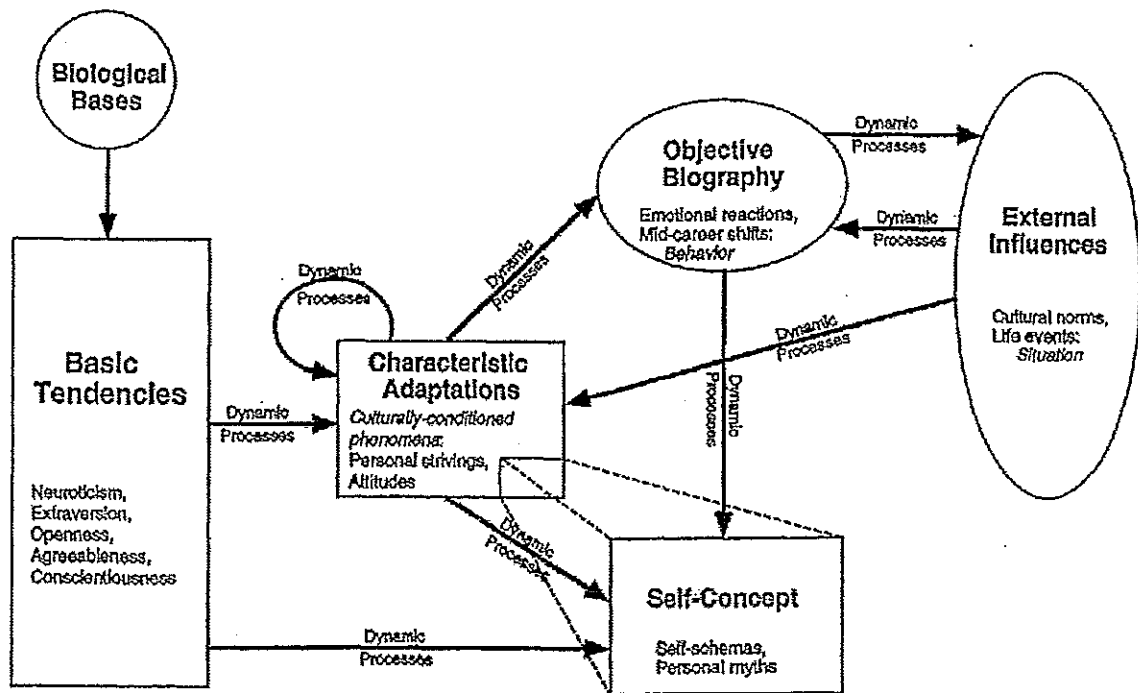 Biological
Bases
Basic
Tendencies
Neuroticism,
Extraversion,
Openness,
Agreeableness,
Conscientiousness
Dynamic
Processes
Dynamic
Processes
Dynamic
Processes
Characteristic
Adaptations
Culturally-conditioned
phenomena:
Personal strivings,
Attitudes
Dynamic
Processes
Dynamic
Processes
Objective
Biography
Emotional reactions,
Mid-career shifts:
Behavior
Dynamic
Processes
Dynamic
Processes
Dynamic
Processes
Dynamic
Processes
External
Influences
Cultural norms,
Life events:
Situation
Self-Concept
Self-schemas,
Personal myths